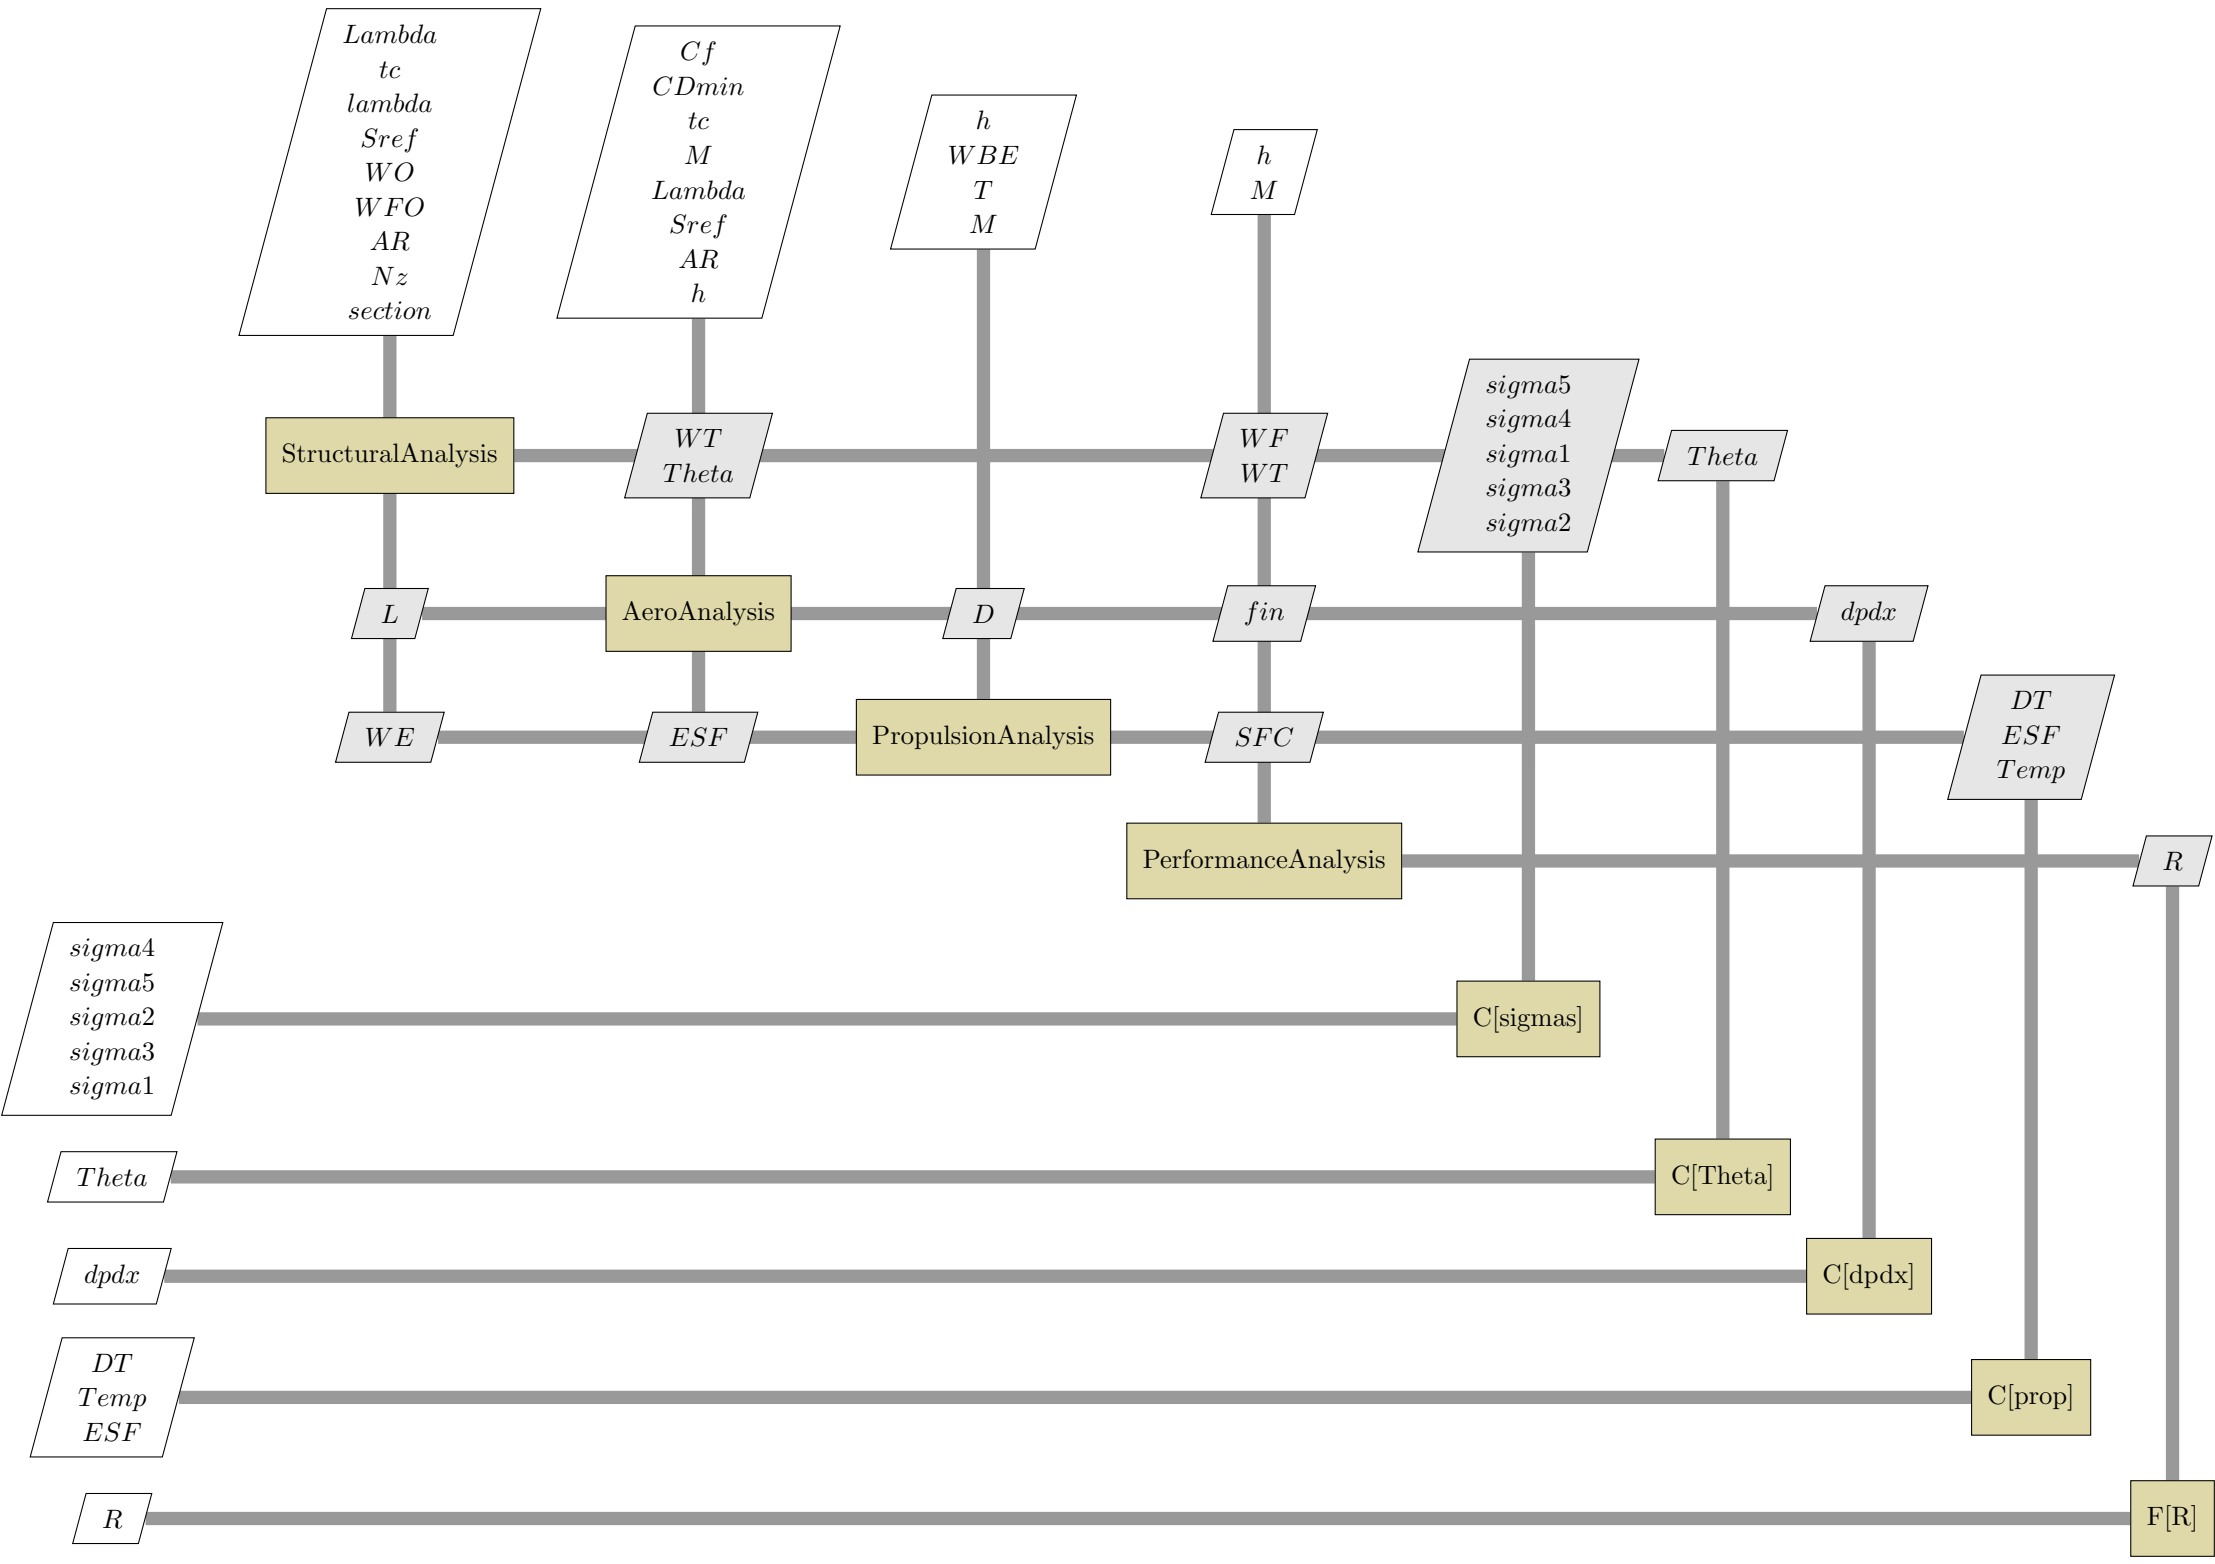 Lambda
tc
lambda
Sref
WO
WFO
AR
Nz
section
Cf
CDmin
tc
M
Lambda
Sref
AR
h
h
WBE
T
M
h
M
StructuralAnalysis
WT
Theta
WF
WT
sigma5
sigma4
sigma1
sigma3
sigma2
Theta
L
AeroAnalysis
D
fin
dpdx
WE
ESF
PropulsionAnalysis
SFC
DT
ESF
Temp
PerformanceAnalysis
R
sigma4
sigma5
sigma2
sigma3
sigma1
C[sigmas]
Theta
C[Theta]
dpdx
C[dpdx]
DT
Temp
ESF
C[prop]
R
F[R]